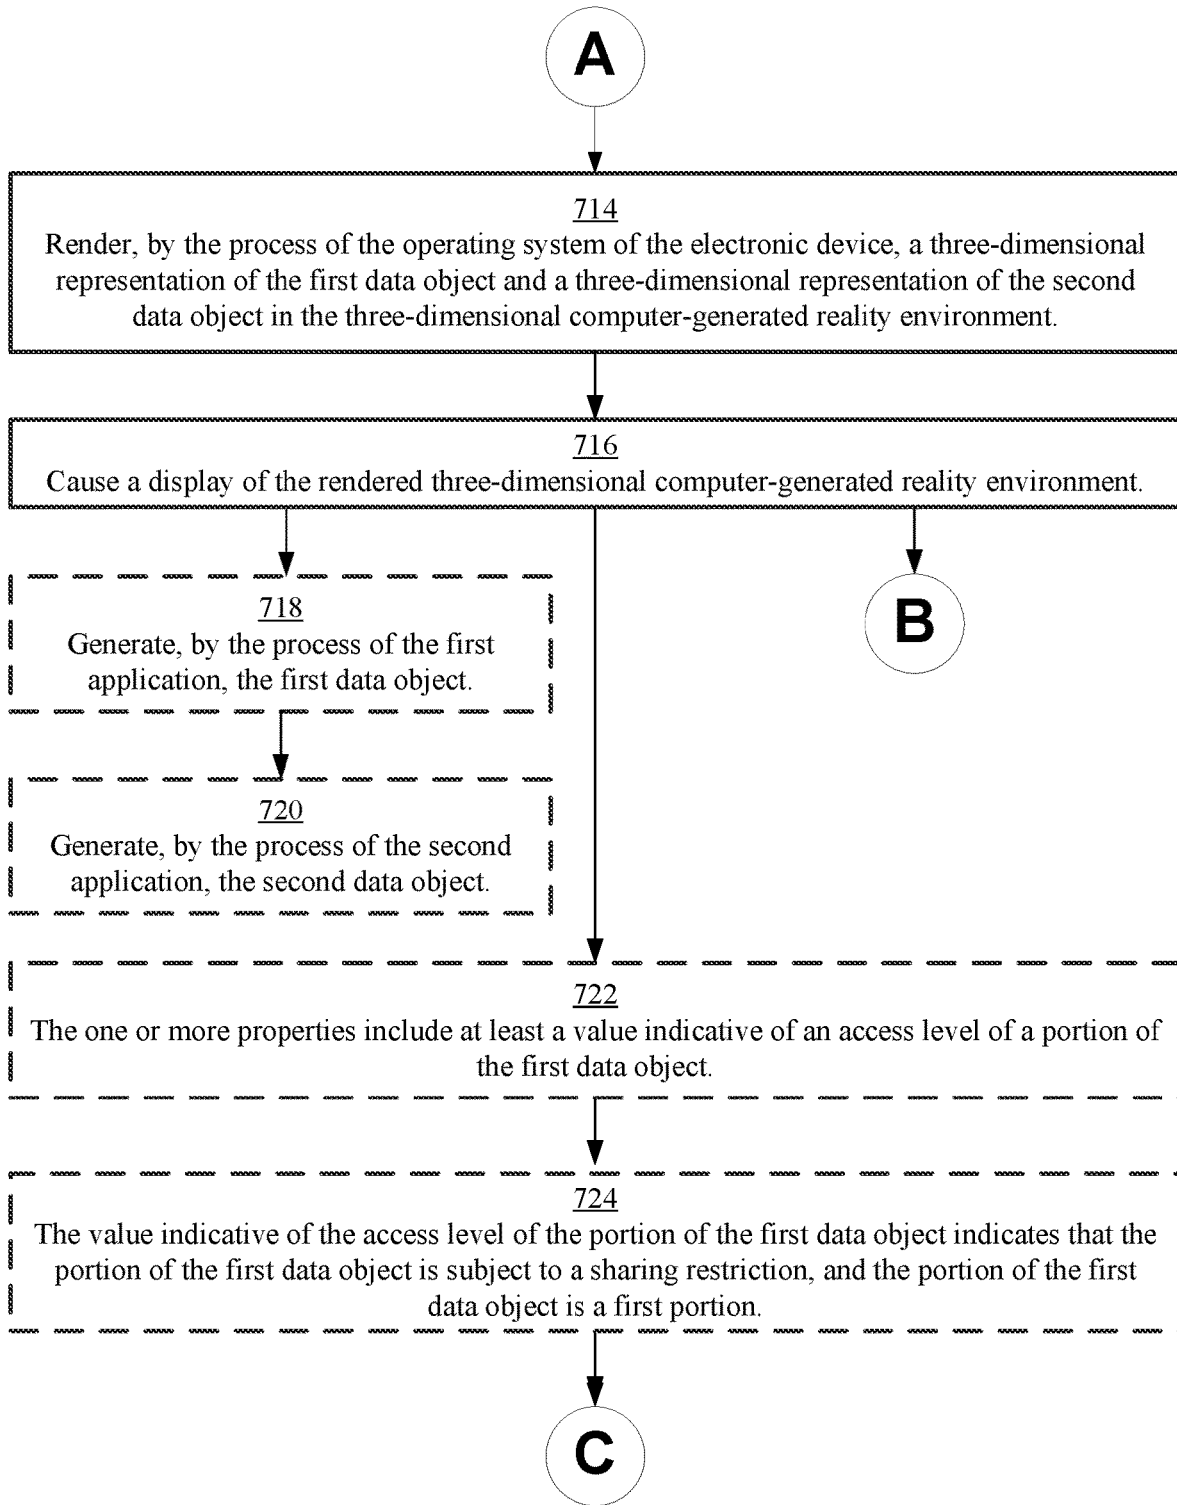 A
714
Render, by the process of the operating system of the electronic device, a three-dimensional
representation of the first data object and a three-dimensional representation of the second
data object in the three-dimensional computer-generated reality environment.
716
Cause a display of the rendered three-dimensional computer-generated reality environment.
718
Generate, by the process of the first
application, the first data object.
B
720
Generate, by the process of the second
application, the second data object.
722
The one or more properties include at least a value indicative of an access level of a portion of
the first data object.
724
The value indicative of the access level of the portion of the first data object indicates that the
portion of the first data object is subject to a sharing restriction, and the portion of the first
data object is a first portion.
C